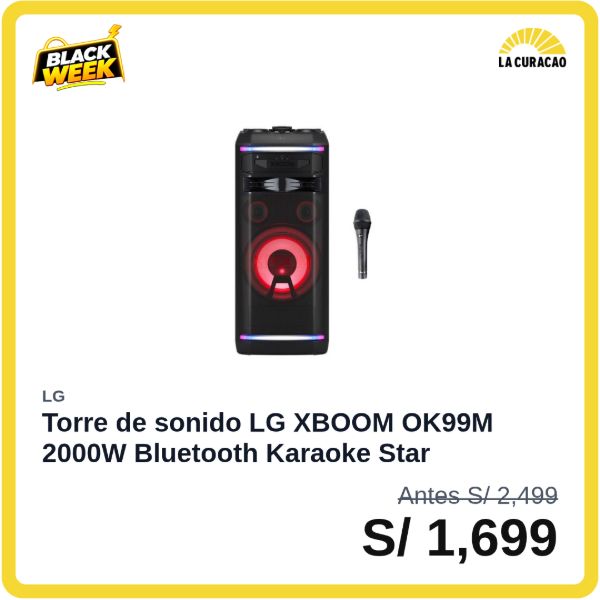 BLACK
WEEK
LA CURACAO
LG
Torre de sonido LG XBOOM OK99M
2000W Bluetooth Karaoke Star
Antes S/ 2,499
S/ 1,699